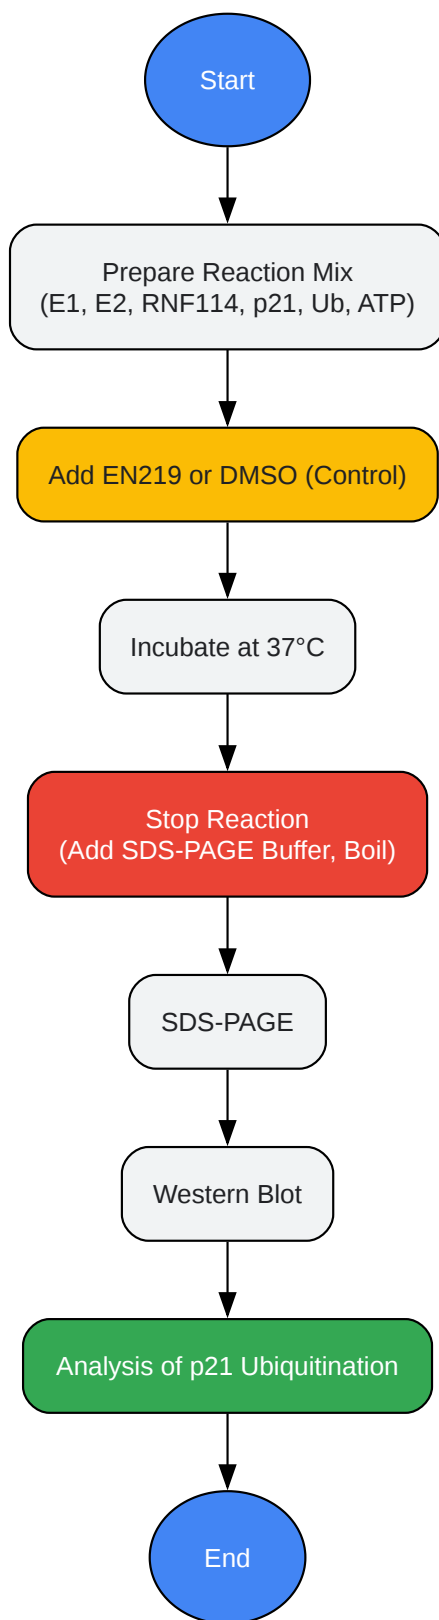 Start
Prepare Reaction Mix
(E1, E2, RNF114, p21, Ub, ATP)
Add EN219 or DMSO (Control)
Incubate at 37°C
Stop Reaction
(Add SDS-PAGE Buffer, Boil)
SDS-PAGE
Western Blot
Analysis of p21 Ubiquitination
End